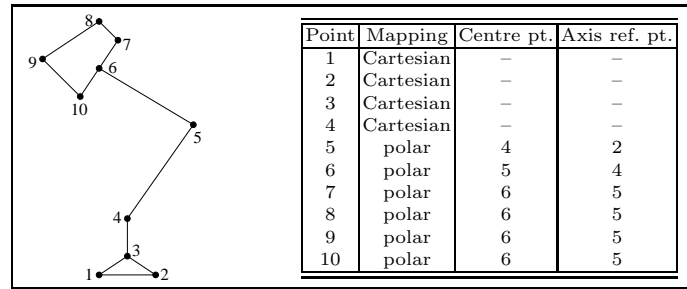 8
7
9
6
10
5
4
3
1
2
Point Mapping Centre pt. Axis ref. pt.
1 Cartesian – –
2 Cartesian – –
3 Cartesian – –
4 Cartesian – –
5 polar 4 2
6 polar 5 4
7 polar 6 5
8 polar 6 5
9 polar 6 5
10 polar 6 5